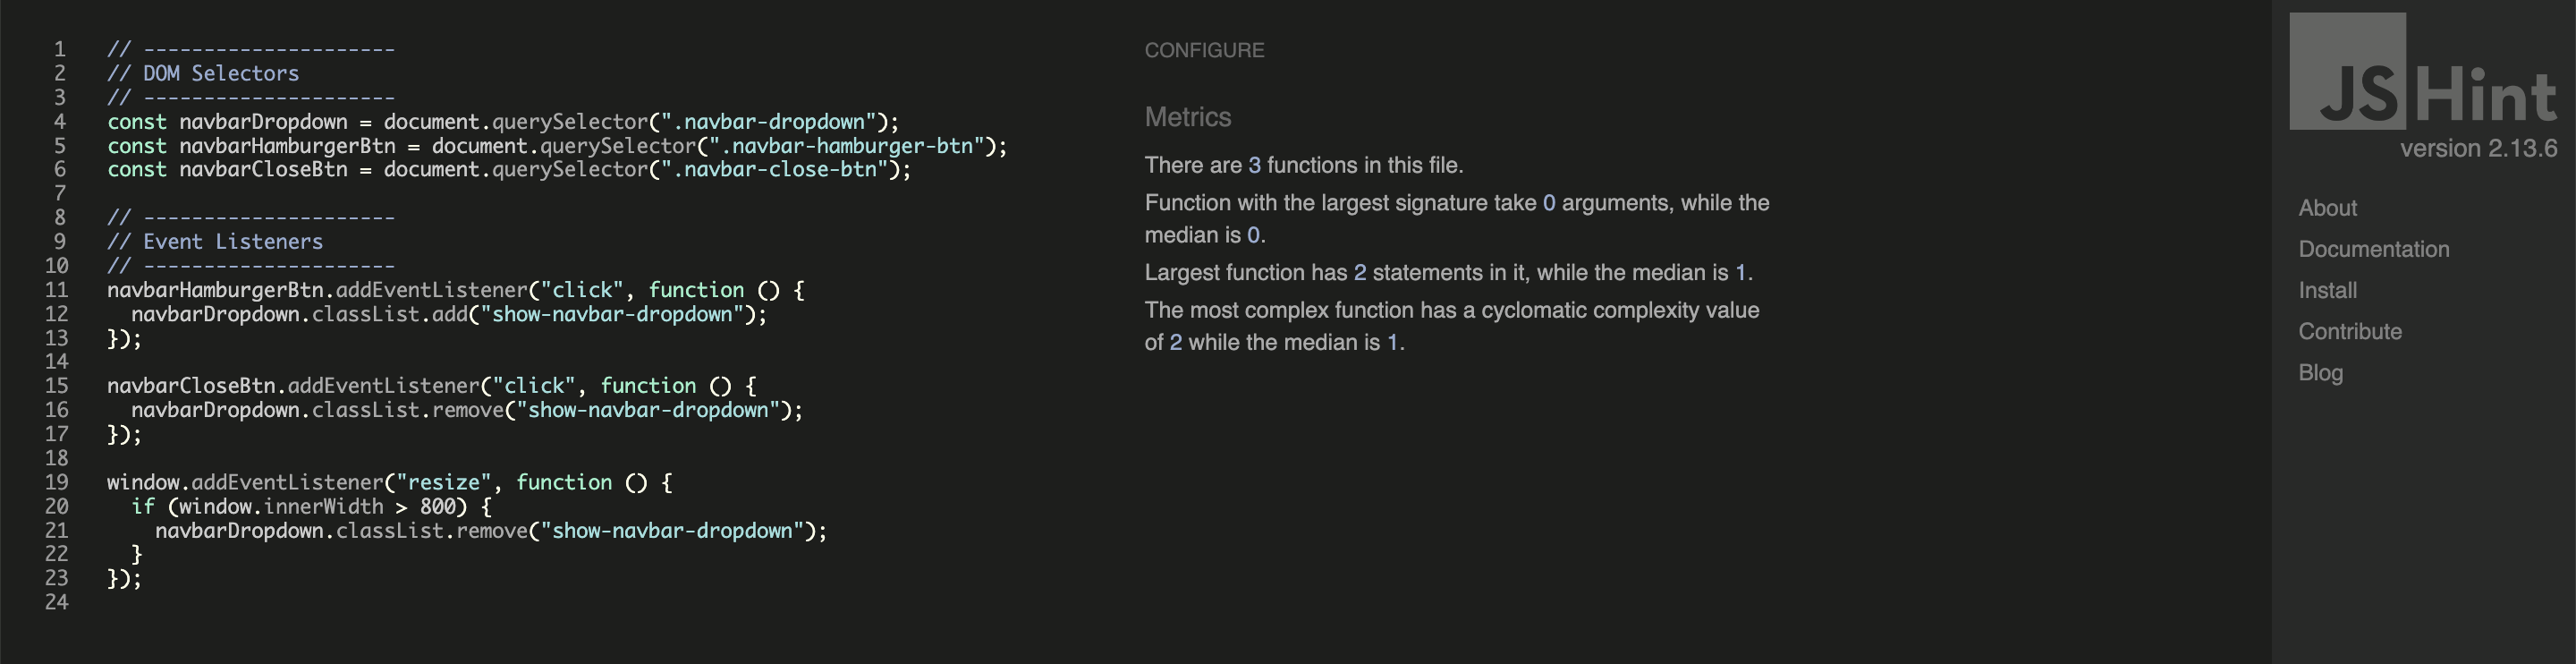 1 // ---------------------
2 // DOM Selectors
3 // ---------------------
4 const navbarDropdown = document.querySelector(".navbar-dropdown");
5 const navbarHamburgerBtn = document.querySelector(".navbar-hamburger-btn");
6 const navbarCloseBtn = document.querySelector(".navbar-close-btn");
7
8 // ---------------------
9 // Event Listeners
10 // ---------------------
11 navbarHamburgerBtn.addEventListener("click", function () {
12   navbarDropdown.classList.add("show-navbar-dropdown");
13 });
14
15 navbarCloseBtn.addEventListener("click", function () {
16   navbarDropdown.classList.remove("show-navbar-dropdown");
17 });
18
19 window.addEventListener("resize", function () {
20   if (window.innerWidth > 800) {
21     navbarDropdown.classList.remove("show-navbar-dropdown");
22   }
23 });
24
CONFIGURE
Metrics
There are 3 functions in this file.
Function with the largest signature take 0 arguments, while the
median is 0.
Largest function has 2 statements in it, while the median is 1.
The most complex function has a cyclomatic complexity value
of 2 while the median is 1.
JSHint
version 2.13.6
About
Documentation
Install
Contribute
Blog